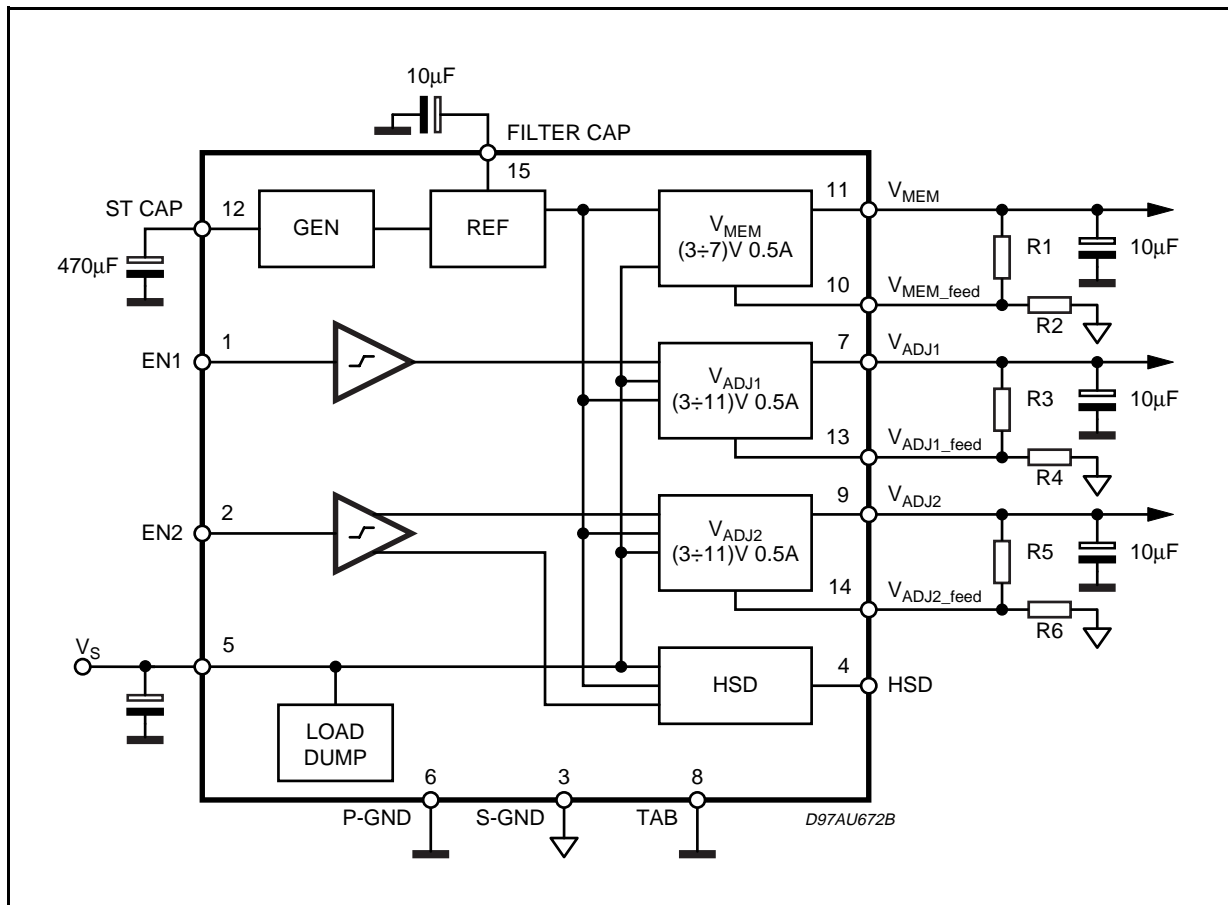 10µF
FILTER CAP
15
ST CAP
12
GEN
REF
470µF
V_MEM
(3÷7)V 0.5A
11
V_MEM
R1
10µF
10
V_MEM_feed
R2
EN1
1
V_ADJ1
(3÷11)V 0.5A
7
V_ADJ1
R3
10µF
13
V_ADJ1_feed
R4
EN2
2
V_ADJ2
(3÷11)V 0.5A
9
V_ADJ2
R5
10µF
14
V_ADJ2_feed
R6
V_S
5
LOAD
DUMP
HSD
4
HSD
6
P-GND
3
S-GND
8
TAB
D97AU672B